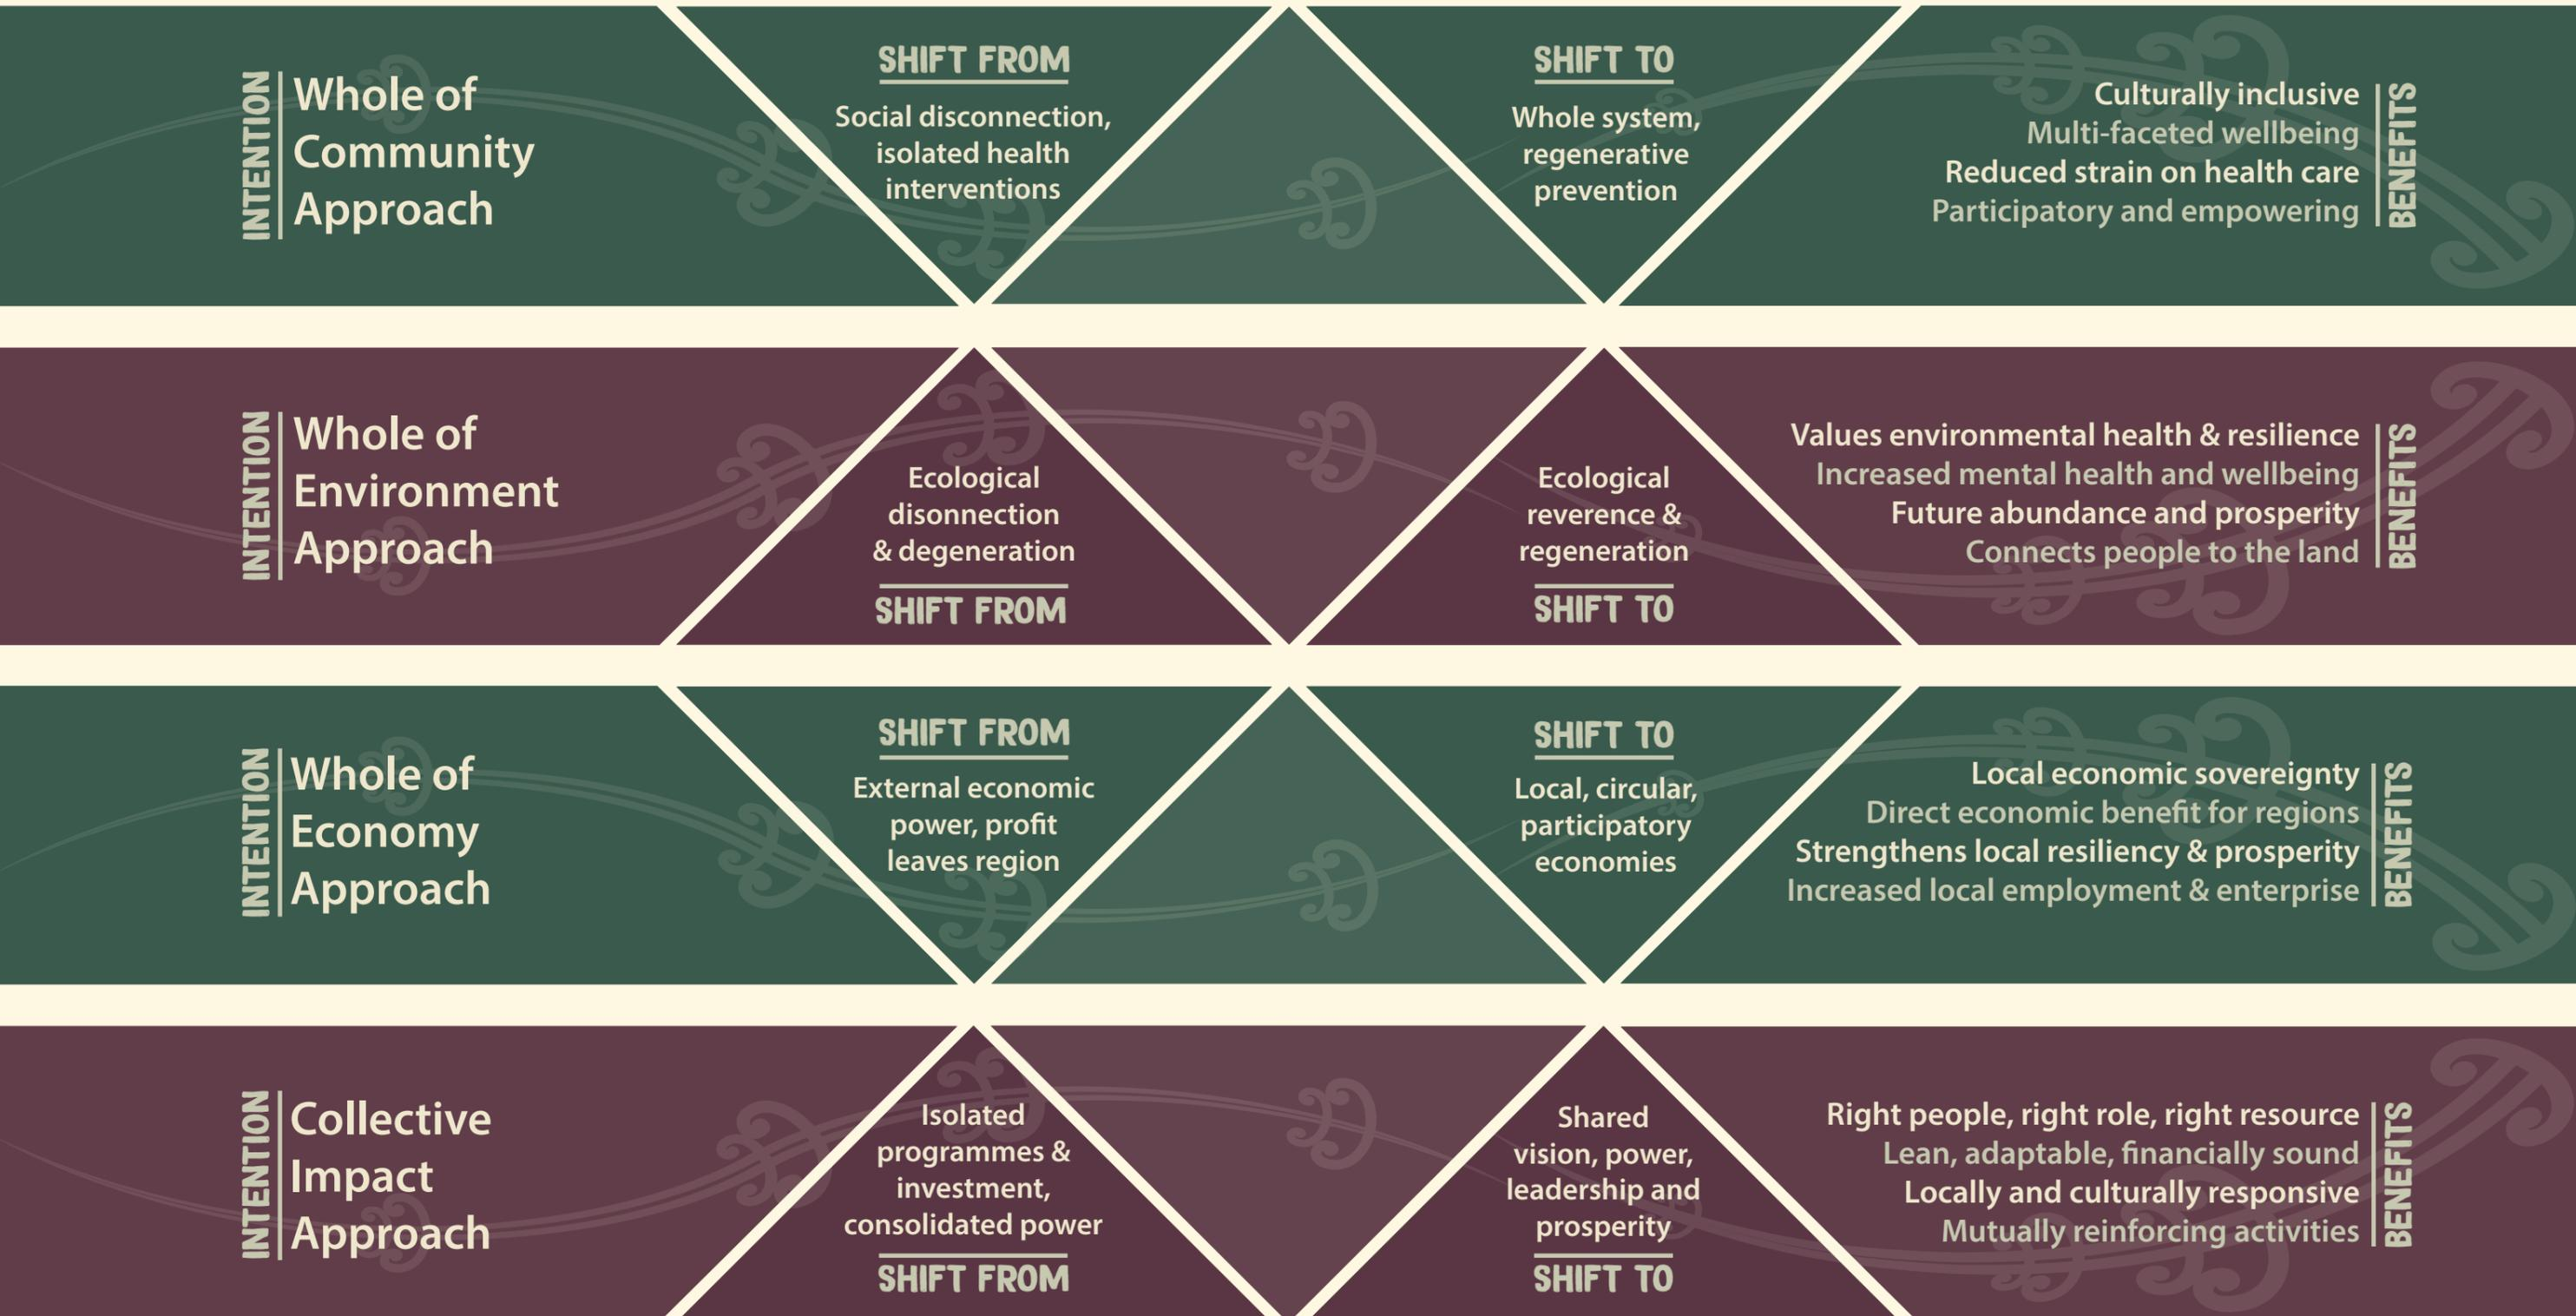 INTENTION
Whole of
Community
Approach
SHIFT FROM
Social disconnection,
isolated health
interventions
SHIFT TO
Whole system,
regenerative
prevention
Culturally inclusive
Multi-faceted wellbeing
Reduced strain on health care
Participatory and empowering
BENEFITS
INTENTION
Whole of
Environment
Approach
Ecological
disonnection
& degeneration
SHIFT FROM
Ecological
reverence &
regeneration
SHIFT TO
Values environmental health & resilience
Increased mental health and wellbeing
Future abundance and prosperity
Connects people to the land
BENEFITS
INTENTION
Whole of
Economy
Approach
SHIFT FROM
External economic
power, profit
leaves region
SHIFT TO
Local, circular,
participatory
economies
Local economic sovereignty
Direct economic benefit for regions
Strengthens local resiliency & prosperity
Increased local employment & enterprise
BENEFITS
INTENTION
Collective
Impact
Approach
Isolated
programmes &
investment,
consolidated power
SHIFT FROM
Shared
vision, power,
leadership and
prosperity
SHIFT TO
Right people, right role, right resource
Lean, adaptable, financially sound
Locally and culturally responsive
Mutually reinforcing activities
BENEFITS